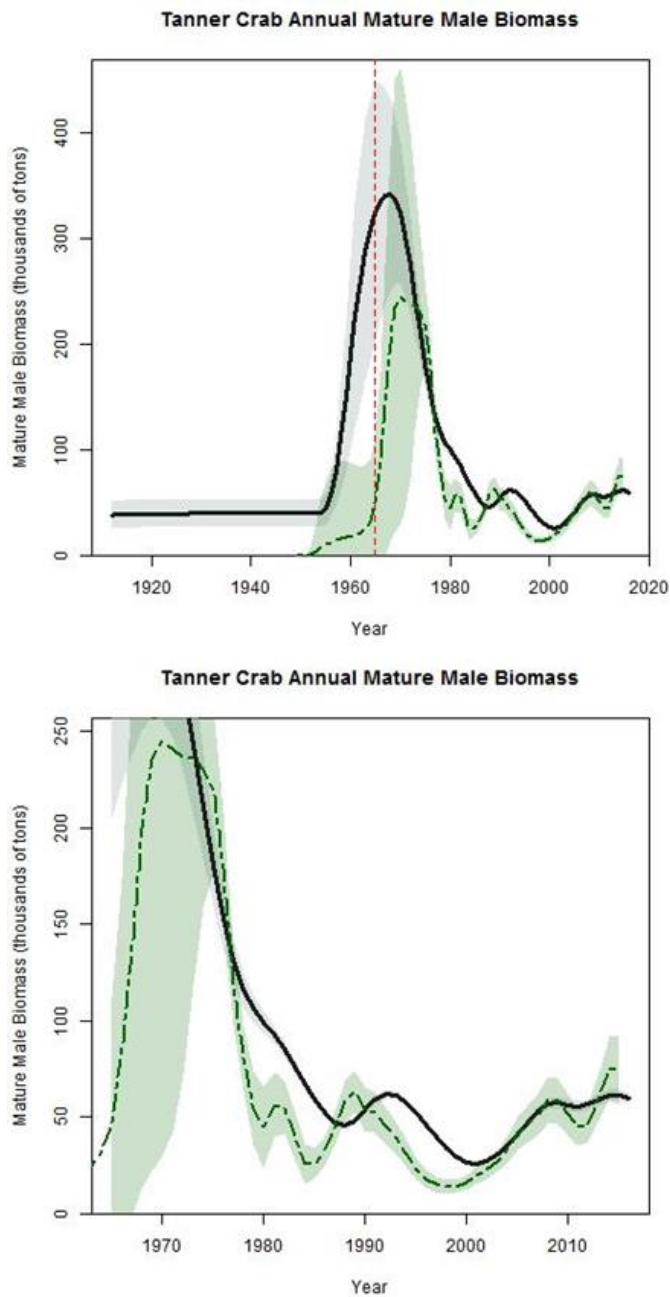 Tanner Crab Annual Mature Male Biomass
Mature Male Biomass (thousands of tons)
400
300
200
100
0
1920 1940 1960 1980 2000 2020
Year
Tanner Crab Annual Mature Male Biomass
Mature Male Biomass (thousands of tons)
250
200
150
100
50
0
1970 1980 1990 2000 2010
Year